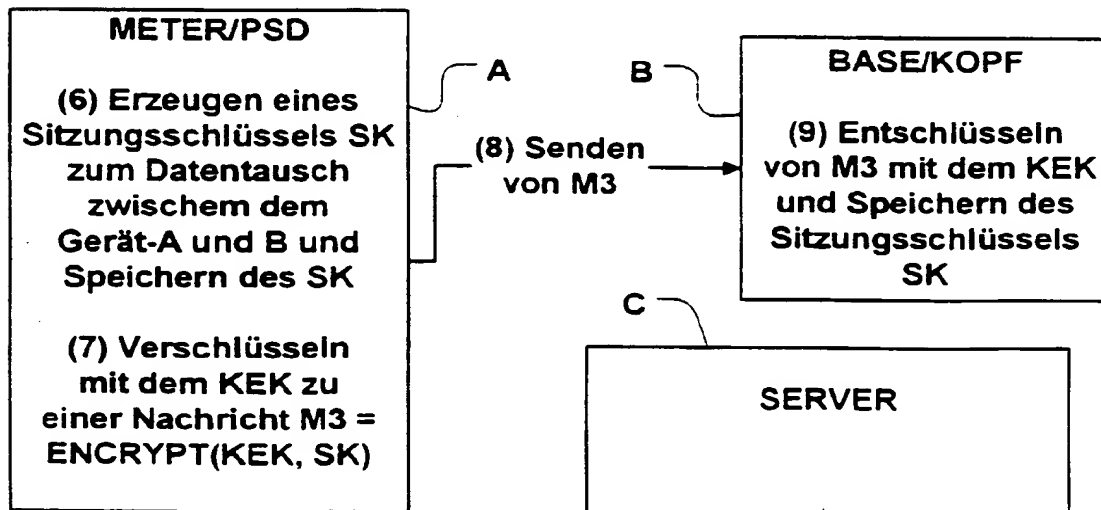 METER/PSD
(6) Erzeugen eines
Sitzungsschlüssels SK
zum Datentausch
zwischem dem
Gerät-A und B und
Speichern des SK
(7) Verschlüsseln
mit dem KEK zu
einer Nachricht M3 =
ENCRYPT(KEK, SK)
A
(8) Senden
von M3
B
BASE/KOPF
(9) Entschlüsseln
von M3 mit dem KEK
und Speichern des
Sitzungsschlüssels
SK
C
SERVER